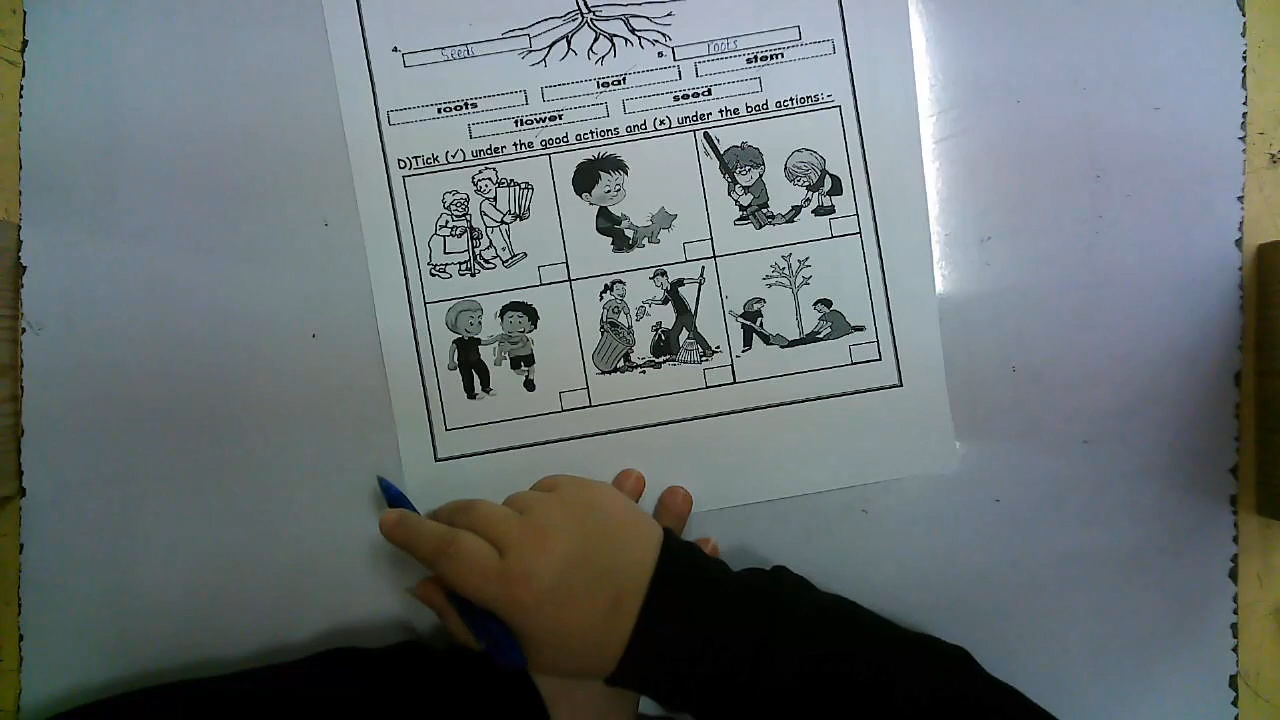 4. Seeds
5. roots
roots
leaf
stem
flower
seed
D)Tick (✓) under the good actions and (×) under the bad actions:-